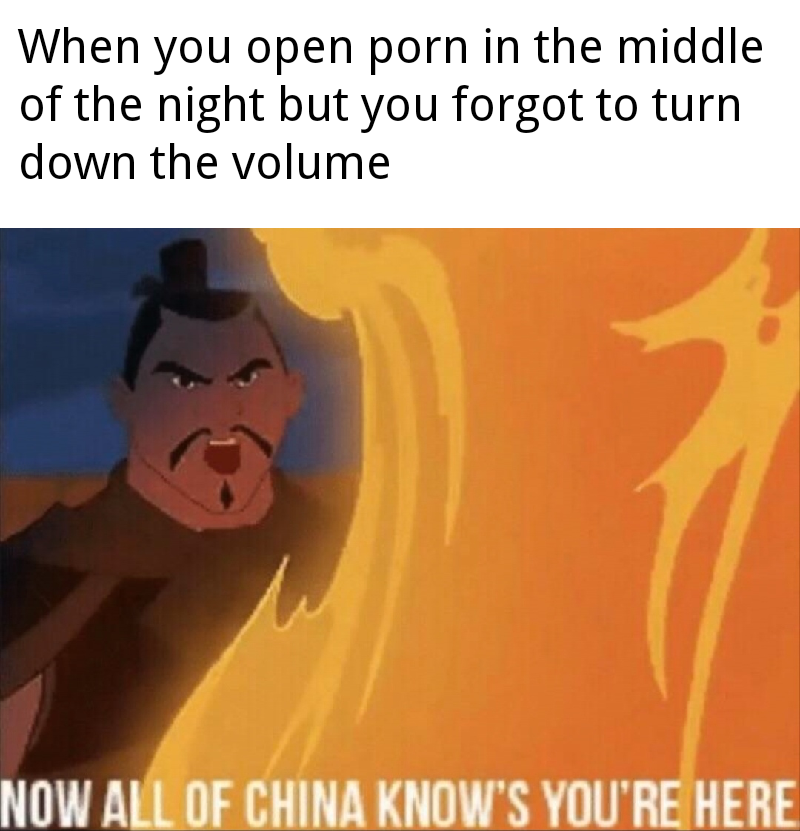 When you open porn in the middle
of the night but you forgot to turn
down the volume
NOW ALL OF CHINA KNOW'S YOU'RE HERE